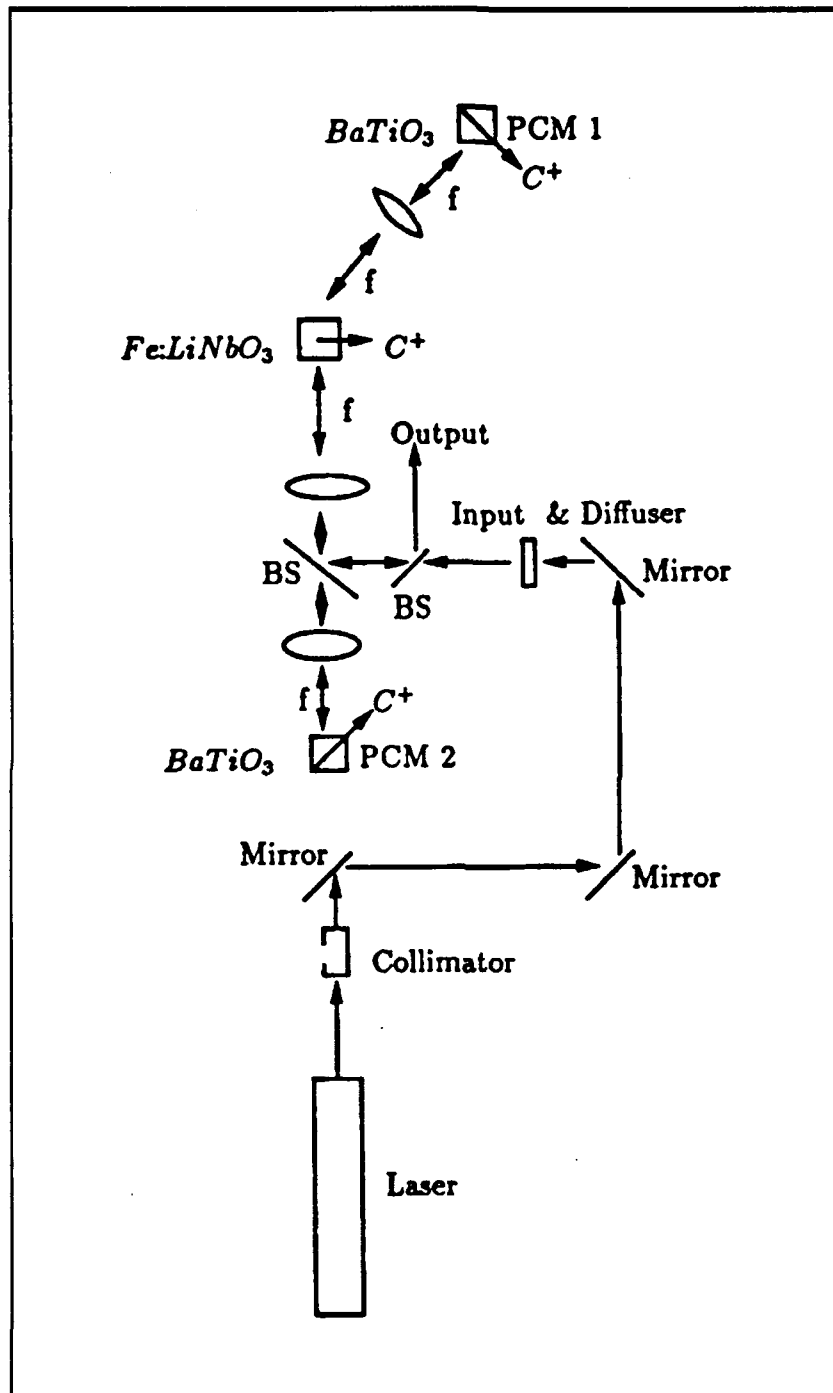 BaTiO₃ PCM 1
C⁺
f
f
Fe:LiNbO₃ C⁺
f
Output
Input & Diffuser
BS
BS
Mirror
f
C⁺
BaTiO₃ PCM 2
Mirror
Mirror
Collimator
Laser